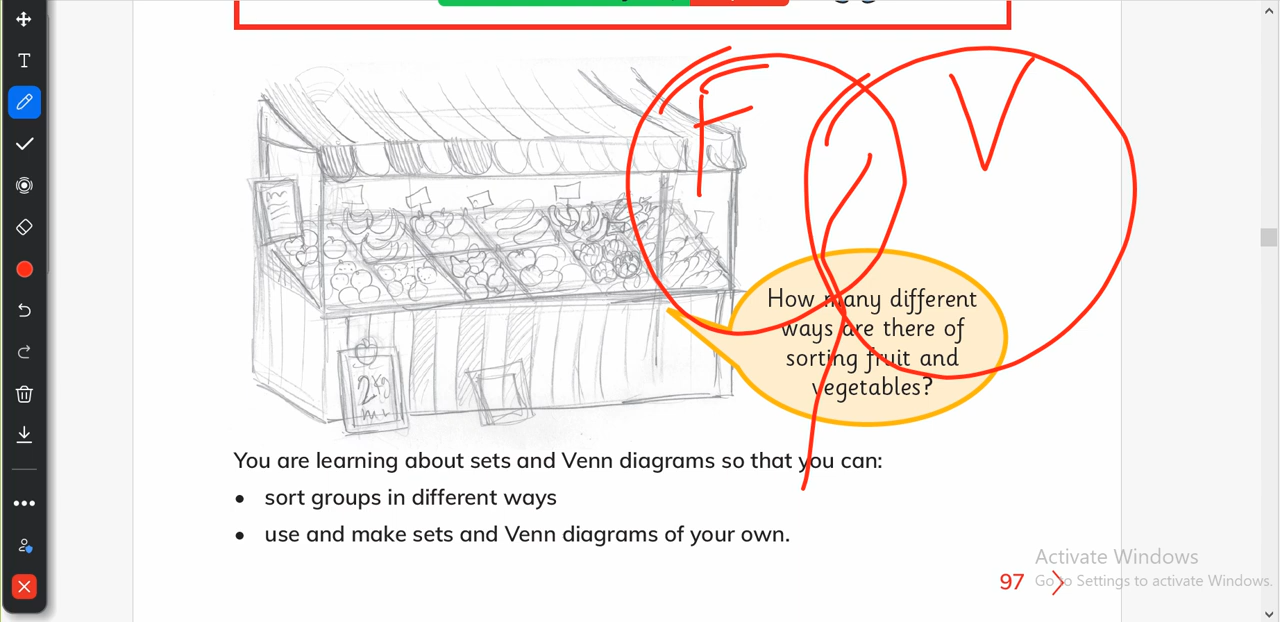 F
V
How many different
ways are there of
sorting fruit and
vegetables?
You are learning about sets and Venn diagrams so that you can:
• sort groups in different ways
• use and make sets and Venn diagrams of your own.
Activate Windows
97
Go to Settings to activate Windows.